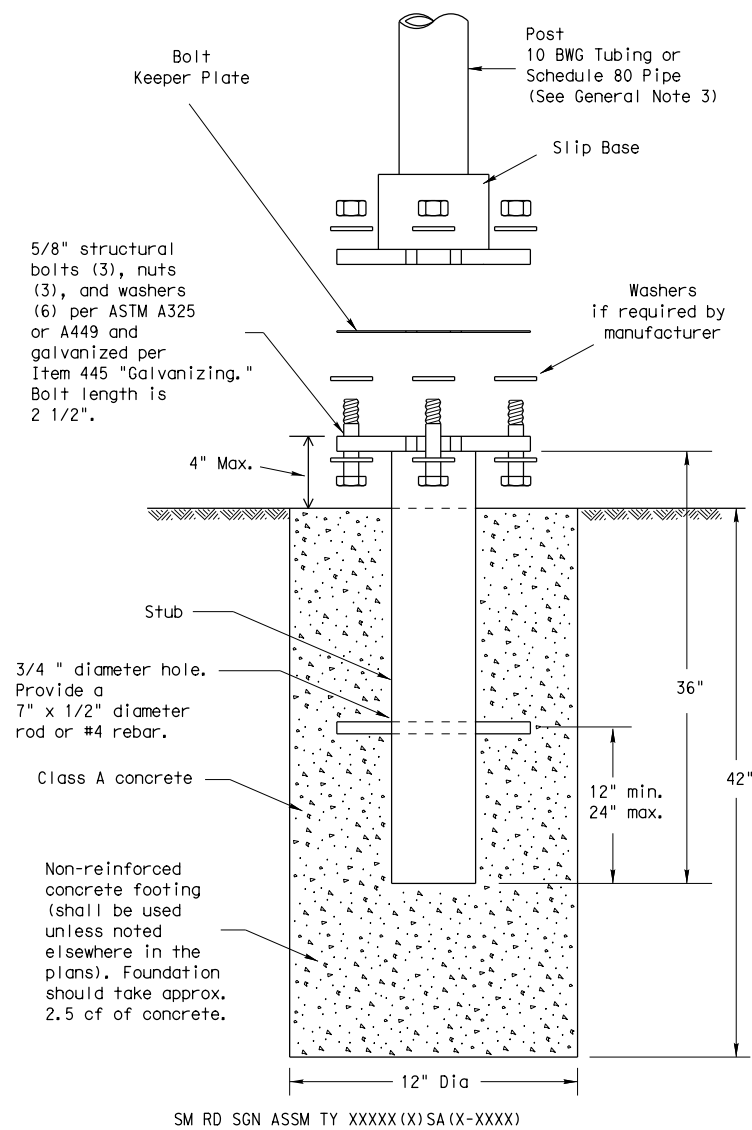 Post
10 BWG Tubing or
Schedule 80 Pipe
(See General Note 3)
Bolt
Keeper Plate
Slip Base
5/8" structural
bolts (3), nuts
(3), and washers
(6) per ASTM A325
or A449 and
galvanized per
Item 445 "Galvanizing."
Bolt length is
2 1/2".
Washers
if required by
manufacturer
4" Max.
Stub
3/4 " diameter hole.
Provide a
7" x 1/2" diameter
rod or #4 rebar.
36"
Class A concrete
12" min.
24" max.
42"
Non-reinforced
concrete footing
(shall be used
unless noted
elsewhere in the
plans). Foundation
should take approx.
2.5 cf of concrete.
12" Dia
SM RD SGN ASSM TY XXXXX(X)SA(X-XXXX)